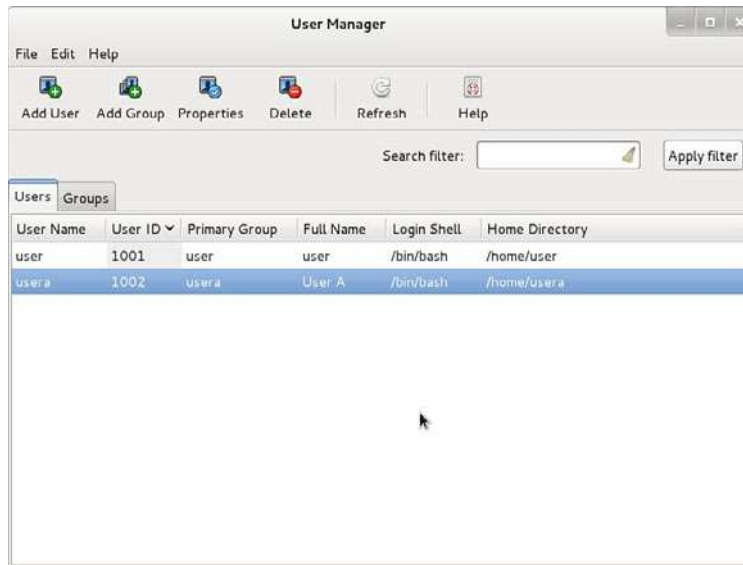 User Manager
File Edit Help
Add User Add Group Properties Delete Refresh Help
Search filter: Apply filter
Users Groups
User Name User ID Primary Group Full Name Login Shell Home Directory
user 1001 user user /bin/bash /home/user
usera 1002 usera User A /bin/bash /home/usera